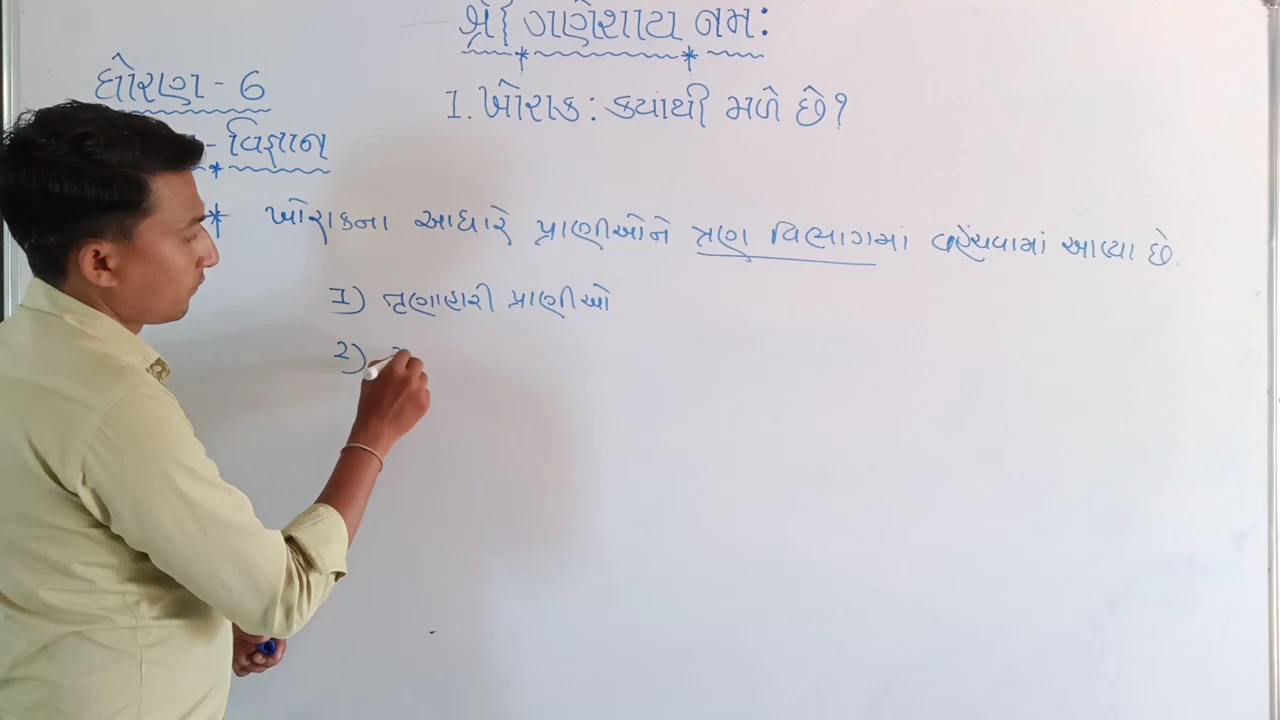 શ્રી ગણેશાય નમઃ
ધોરણ - 6
1. ખોરાક : ક્યાંથી મળે છે?
- વિજ્ઞાન
* ખોરાકના આધારે પ્રાણીઓને ત્રણ વિભાગમાં વહેંચવામાં આવ્યા છે.
1) તૃણાહારી પ્રાણીઓ
2)